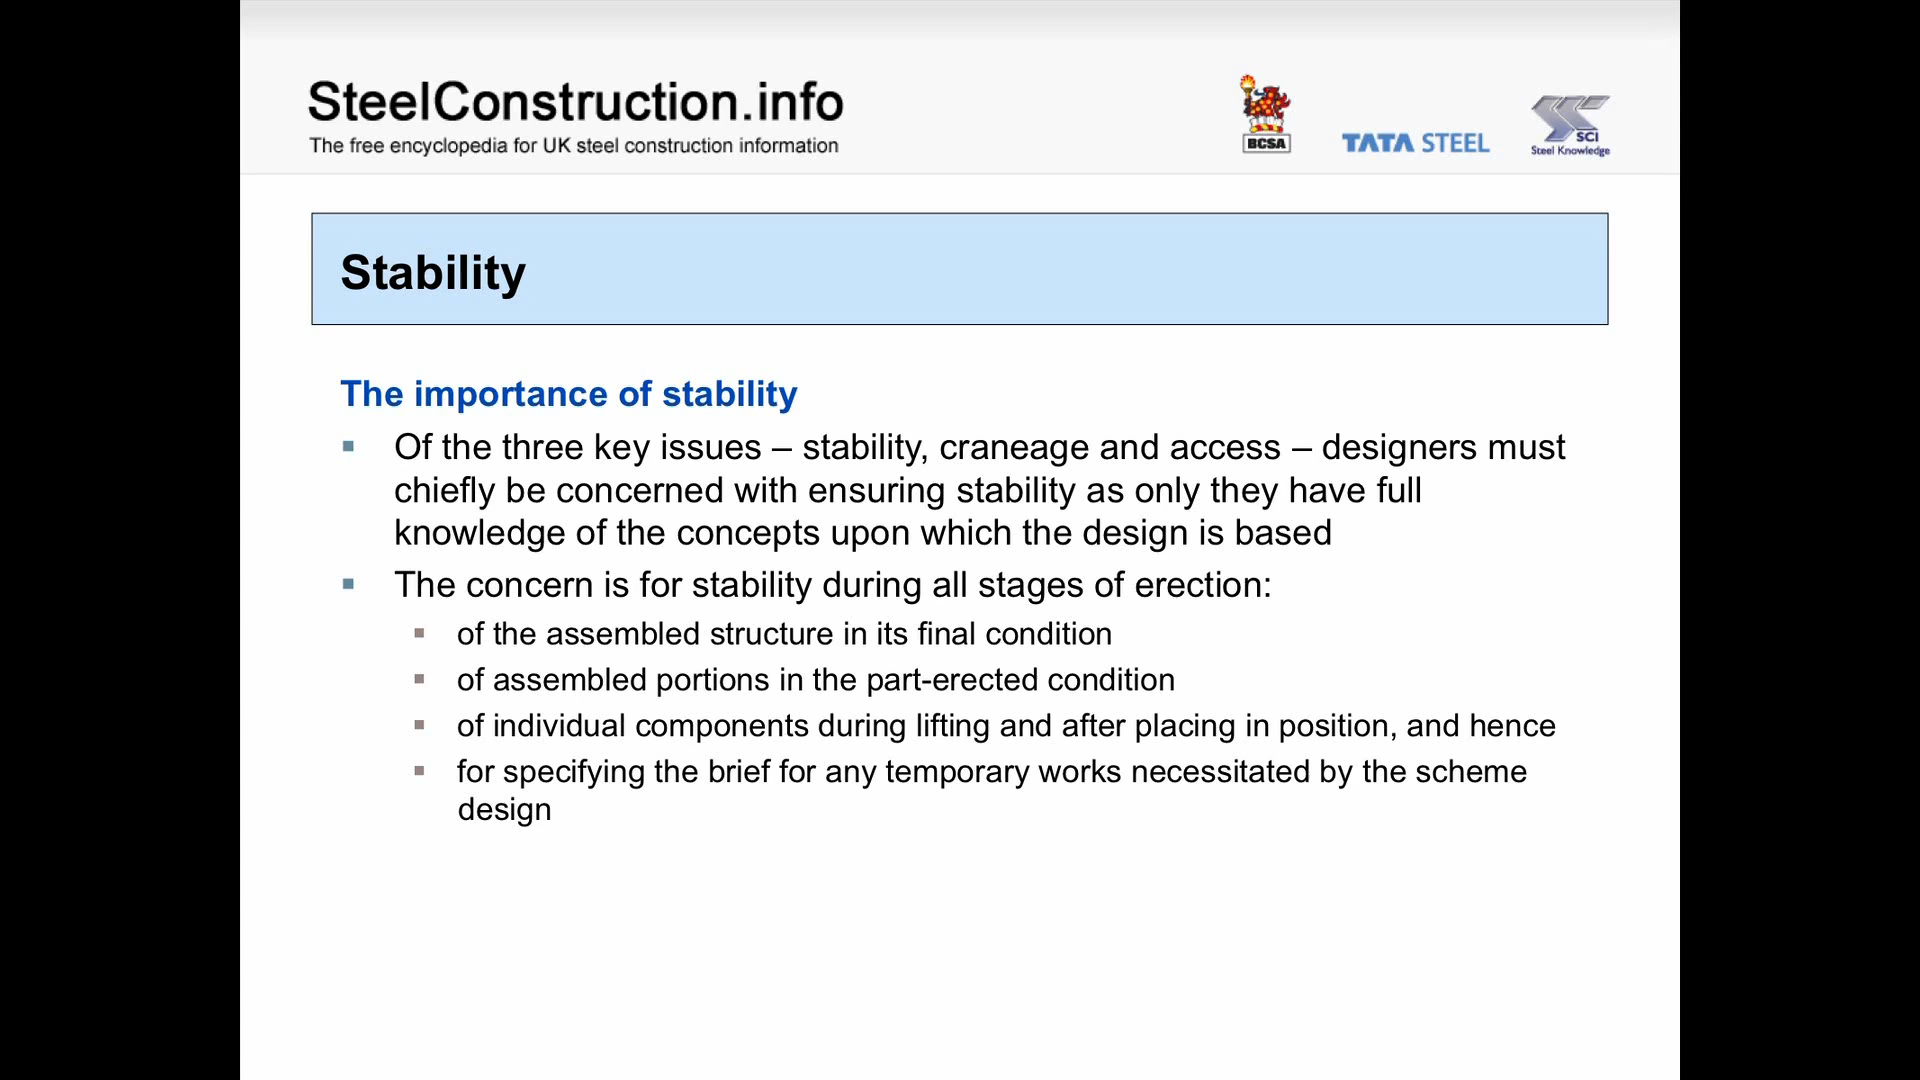 SteelConstruction.info
The free encyclopedia for UK steel construction information
BCSA
TATA STEEL
SCI
Steel Knowledge
Stability
The importance of stability
Of the three key issues – stability, craneage and access – designers must
chiefly be concerned with ensuring stability as only they have full
knowledge of the concepts upon which the design is based
The concern is for stability during all stages of erection:
of the assembled structure in its final condition
of assembled portions in the part-erected condition
of individual components during lifting and after placing in position, and hence
for specifying the brief for any temporary works necessitated by the scheme
design